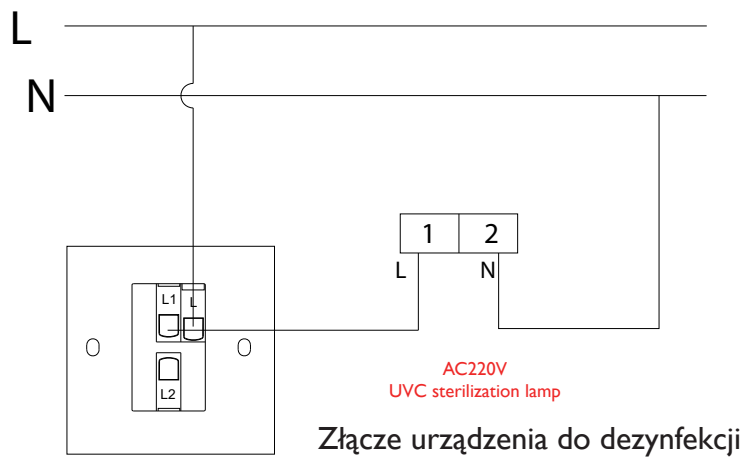 L
N
1 2
L N
L1 L
L2
AC220V
UVC sterilization lamp
Złącze urządzenia do dezynfekcji